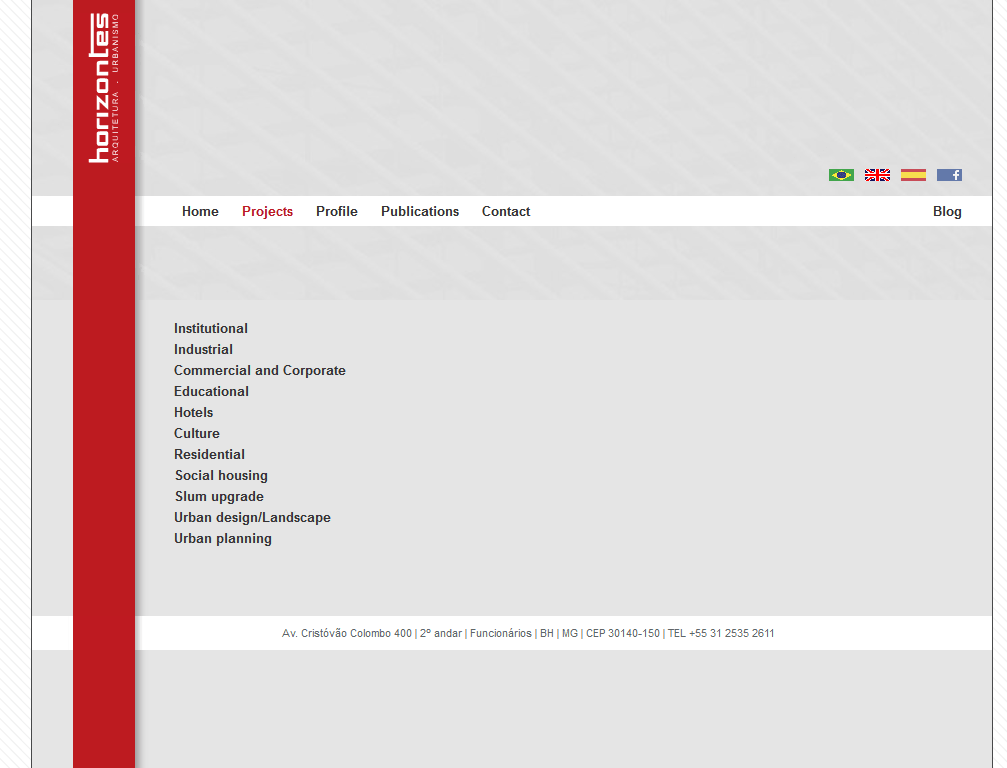 horizontes
ARQUITETURA . URBANISMO
Home Projects Profile Publications Contact Blog
Institutional
Industrial
Commercial and Corporate
Educational
Hotels
Culture
Residential
Social housing
Slum upgrade
Urban design/Landscape
Urban planning
Av. Cristóvão Colombo 400 | 2º andar | Funcionários | BH | MG | CEP 30140-150 | TEL +55 31 2535 2611